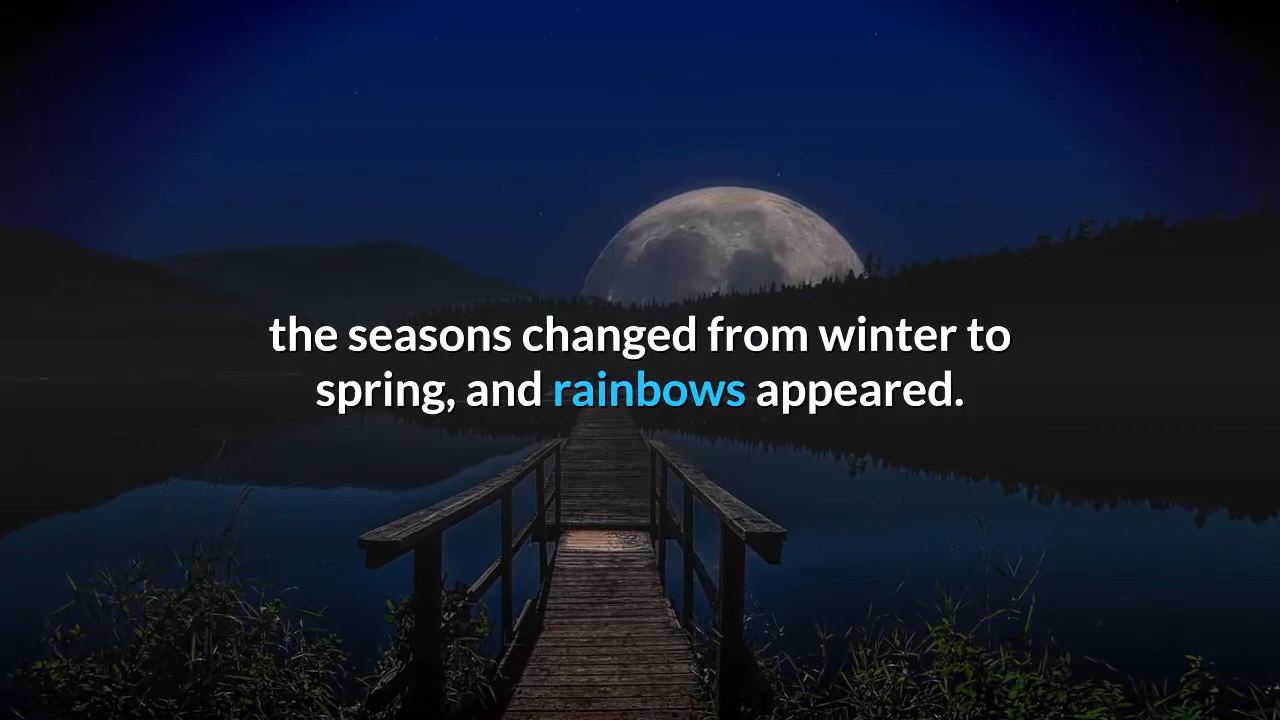 the seasons changed from winter to
spring, and rainbows appeared.